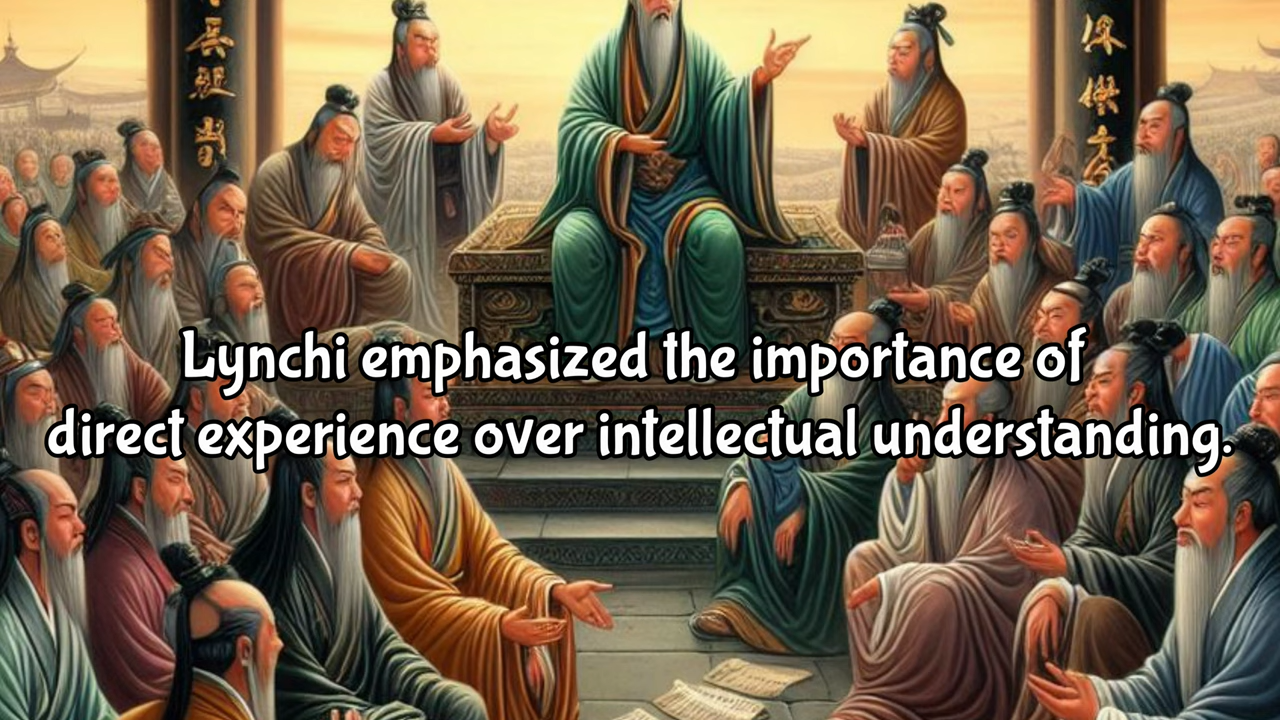 Lynchi emphasized the importance of
direct experience over intellectual understanding.